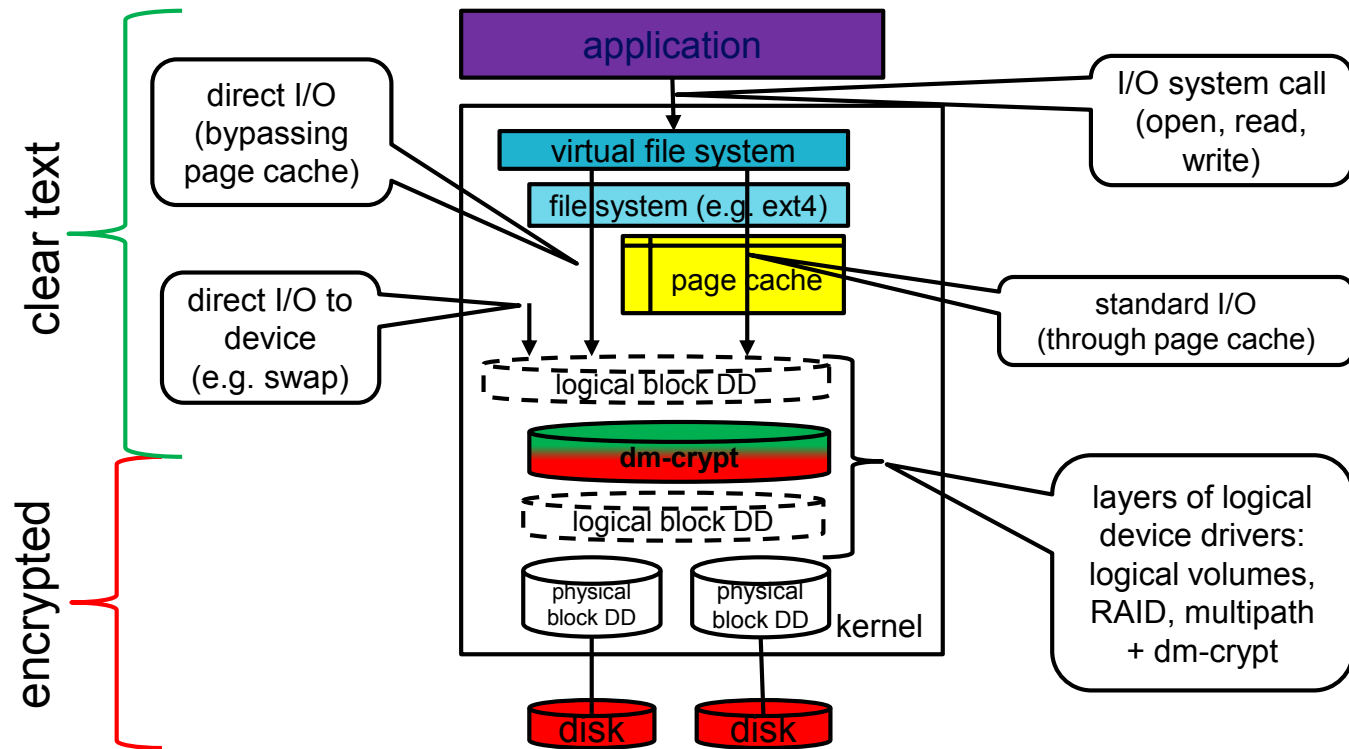 application
direct I/O
(bypassing
page cache)
I/O system call
(open, read,
write)
virtual file system
file system (e.g. ext4)
clear text
page cache
direct I/O to
device
(e.g. swap)
standard I/O
(through page cache)
logical block DD
dm-crypt
logical block DD
layers of logical
device drivers:
logical volumes,
RAID, multipath
+ dm-crypt
encrypted
physical
block DD
physical
block DD
kernel
disk
disk